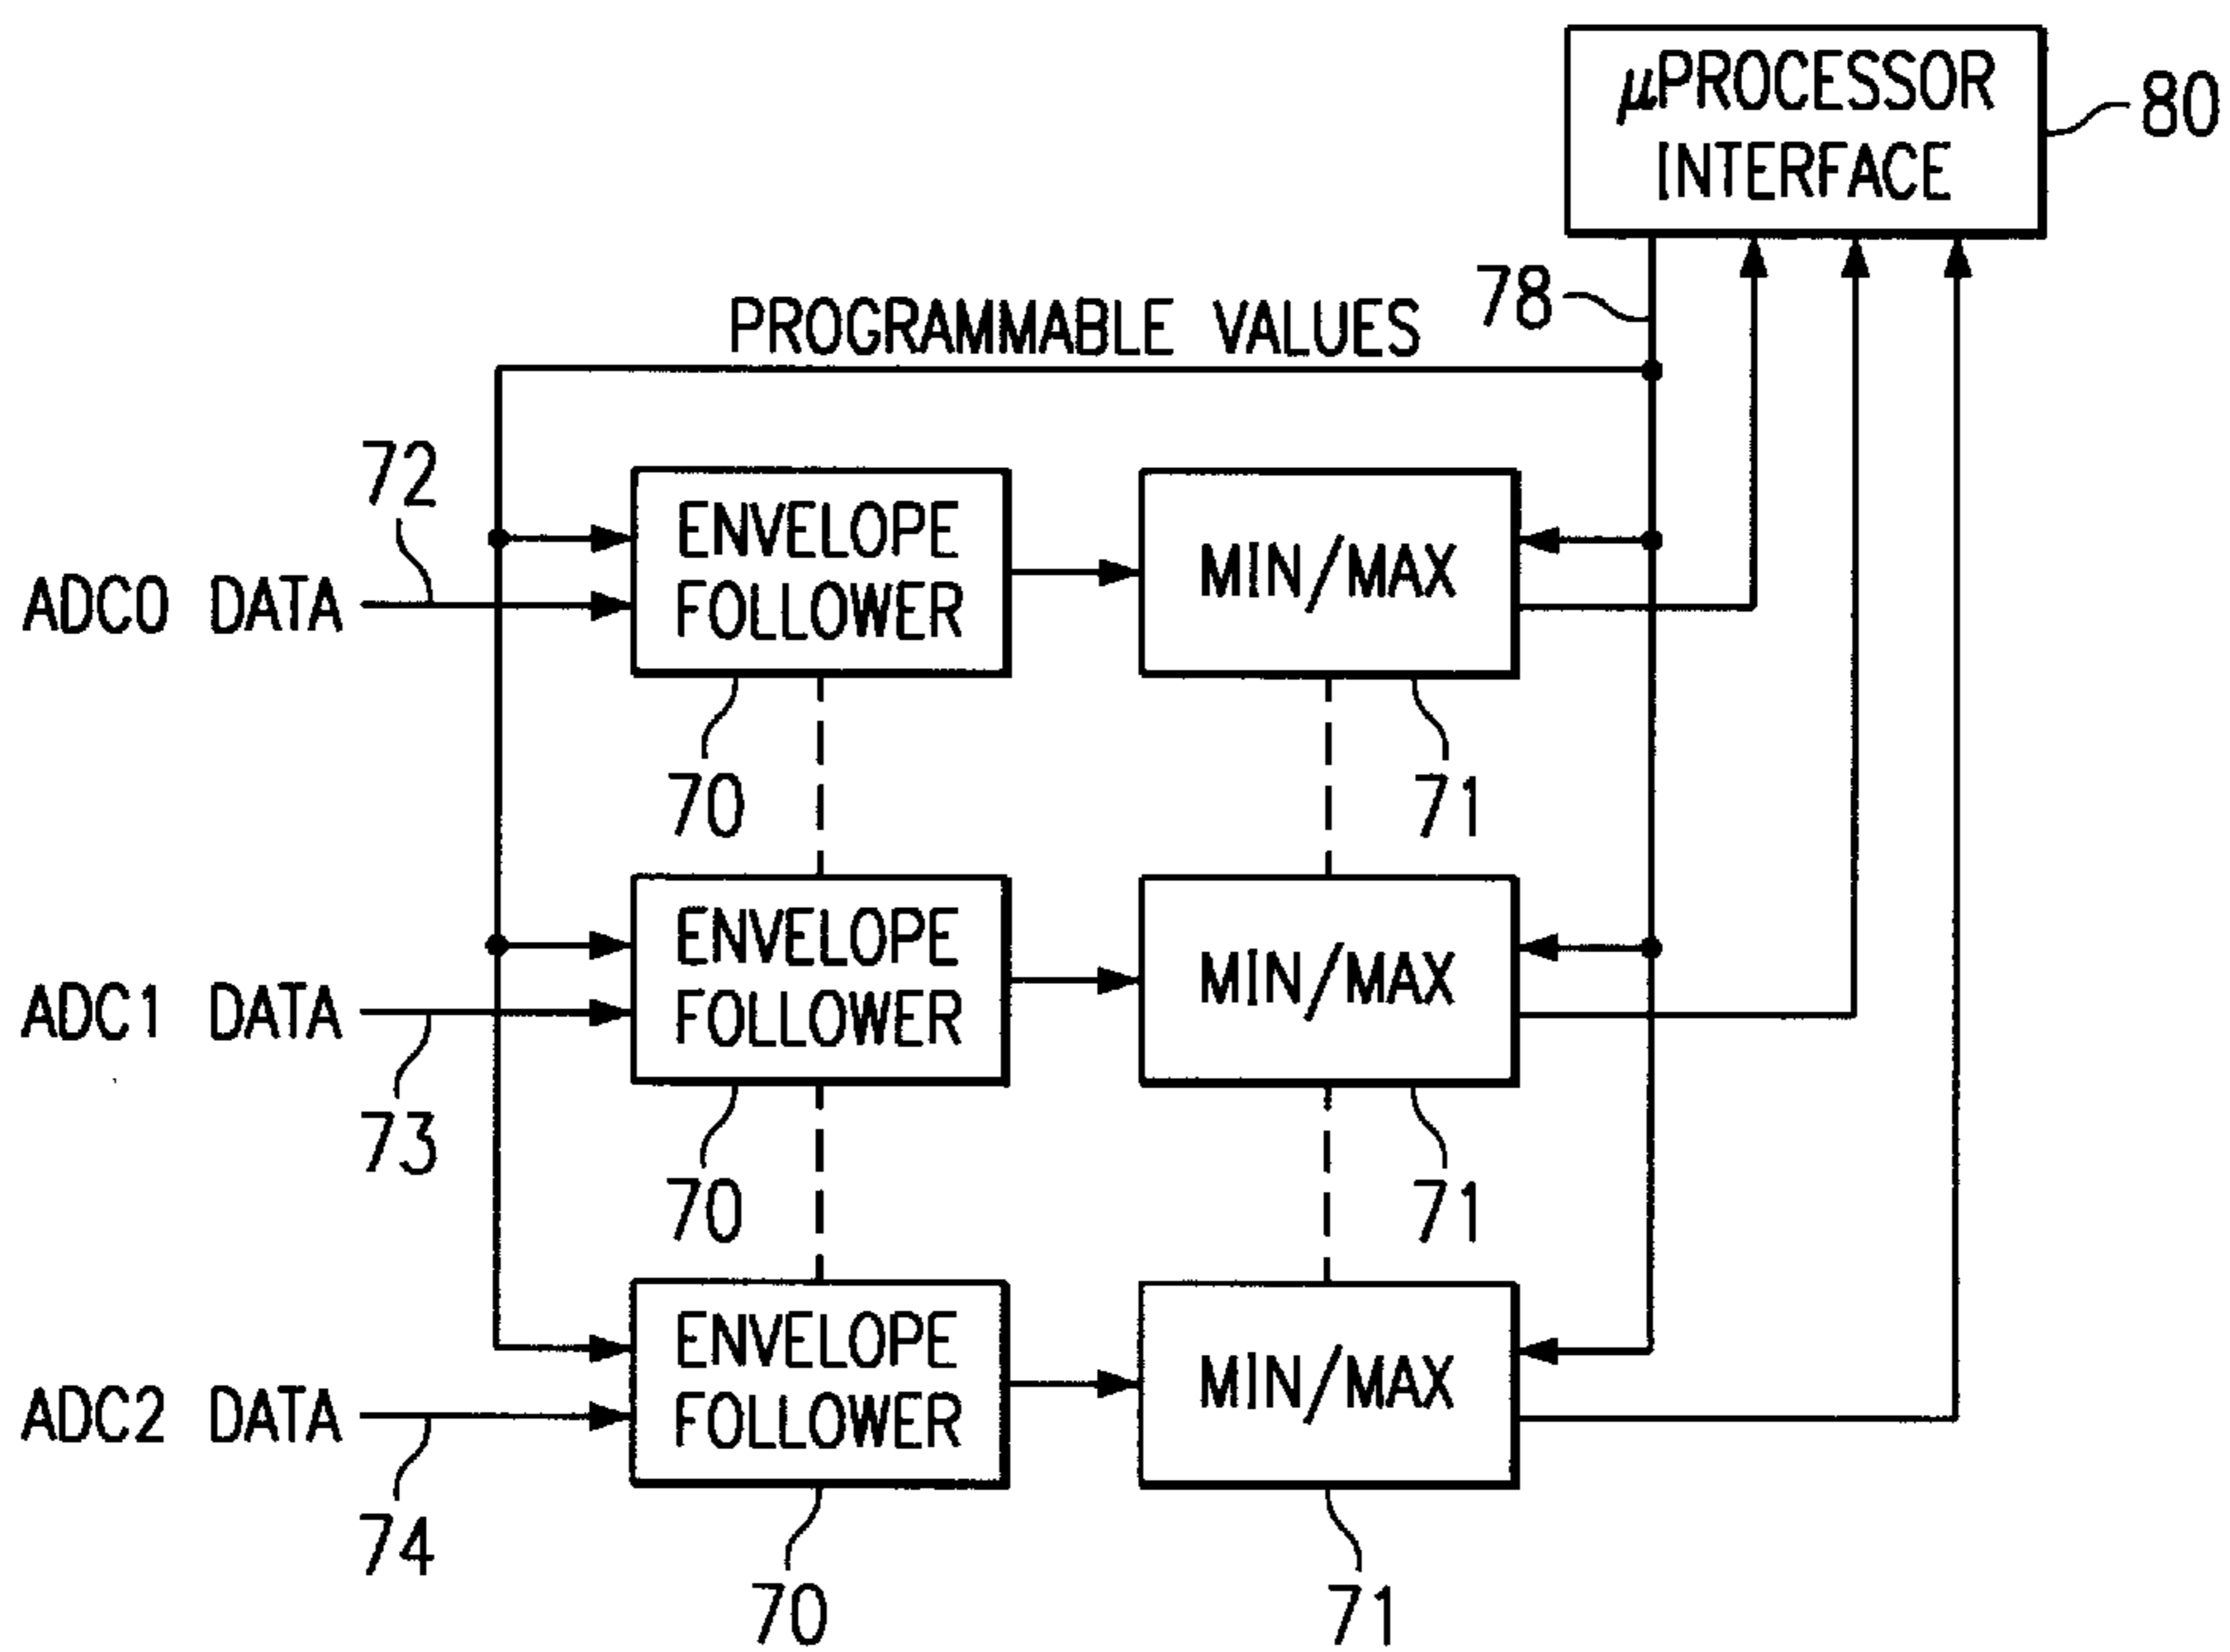 µPROCESSOR
INTERFACE
80
78
PROGRAMMABLE VALUES
72
ENVELOPE
FOLLOWER
MIN/MAX
ADC0 DATA
70
71
ENVELOPE
FOLLOWER
MIN/MAX
ADC1 DATA
73
70
71
ENVELOPE
FOLLOWER
MIN/MAX
ADC2 DATA
74
70
71